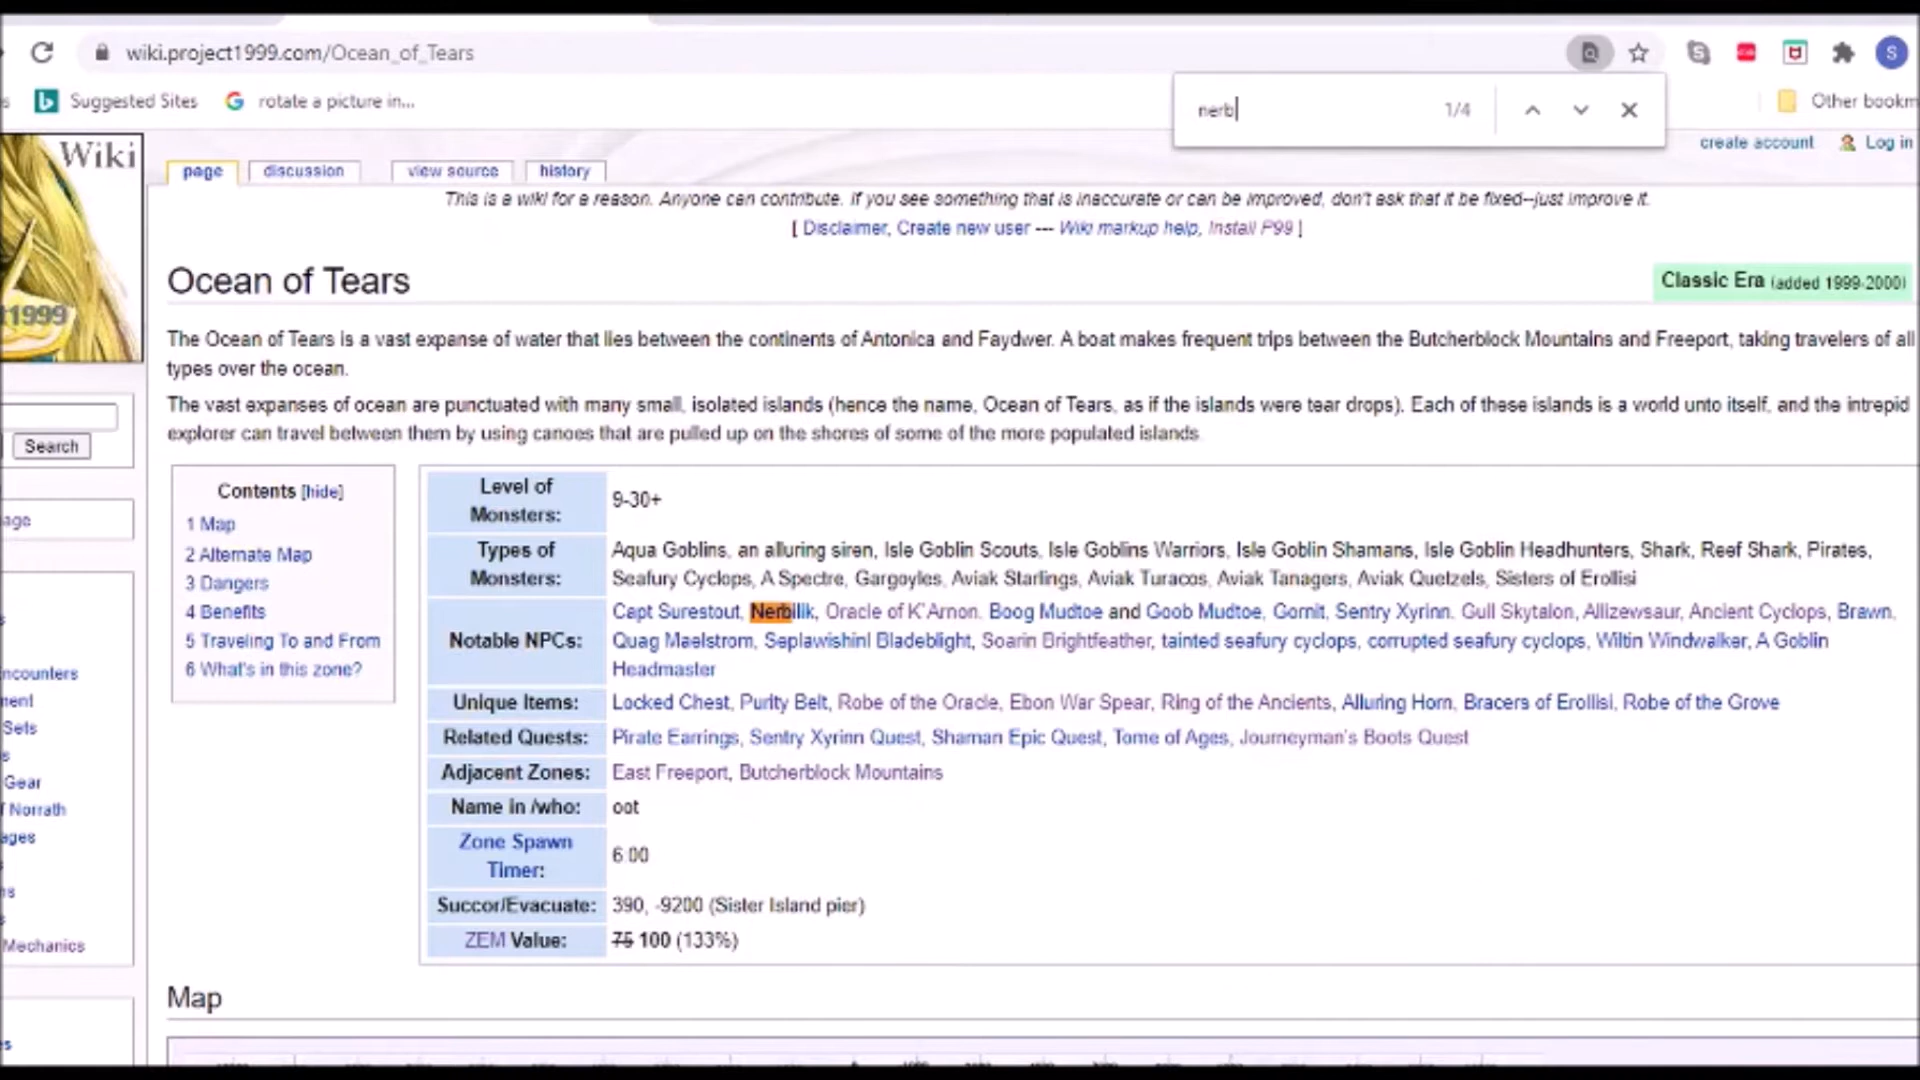 wiki.project1999.com/Ocean_of_Tears
S
Suggested Sites
rotate a picture in...
nerb
1/4
Other bookm
create account
Log in
Wiki
1999
page
discussion
view source
history
This is a wiki for a reason. Anyone can contribute. If you see something that is inaccurate or can be improved, don't ask that it be fixed--just improve it.
[ Disclaimer, Create new user --- Wiki markup help, Install P99 ]
Ocean of Tears
Classic Era (added 1999-2000)
The Ocean of Tears is a vast expanse of water that lies between the continents of Antonica and Faydwer. A boat makes frequent trips between the Butcherblock Mountains and Freeport, taking travelers of all
types over the ocean.
The vast expanses of ocean are punctuated with many small, isolated islands (hence the name, Ocean of Tears, as if the islands were tear drops). Each of these islands is a world unto itself, and the intrepid
explorer can travel between them by using canoes that are pulled up on the shores of some of the more populated islands.
Search
age
ncounters
ment
Sets
s
Gear
f Norrath
ages
ns
Mechanics
Contents [hide]
1 Map
2 Alternate Map
3 Dangers
4 Benefits
5 Traveling To and From
6 What's in this zone?
Level of
Monsters:
9-30+
Types of
Monsters:
Aqua Goblins, an alluring siren, Isle Goblin Scouts, Isle Goblins Warriors, Isle Goblin Shamans, Isle Goblin Headhunters, Shark, Reef Shark, Pirates,
Seafury Cyclops, A Spectre, Gargoyles, Aviak Starlings, Aviak Turacos, Aviak Tanagers, Aviak Quetzels, Sisters of Erollisi
Notable NPCs:
Capt Surestout, Nerbilik, Oracle of K'Arnon, Boog Mudtoe and Goob Mudtoe, Gornit, Sentry Xyrinn, Gull Skytalon, Allizewsaur, Ancient Cyclops, Brawn,
Quag Maelstrom, Seplawishinl Bladeblight, Soarin Brightfeather, tainted seafury cyclops, corrupted seafury cyclops, Wiltin Windwalker, A Goblin
Headmaster
Unique Items:
Locked Chest, Purity Belt, Robe of the Oracle, Ebon War Spear, Ring of the Ancients, Alluring Horn, Bracers of Erollisi, Robe of the Grove
Related Quests:
Pirate Earrings, Sentry Xyrinn Quest, Shaman Epic Quest, Tome of Ages, Journeyman's Boots Quest
Adjacent Zones:
East Freeport, Butcherblock Mountains
Name in /who:
oot
Zone Spawn
Timer:
6:00
Succor/Evacuate:
390, -9200 (Sister Island pier)
ZEM Value:
75 100 (133%)
Map